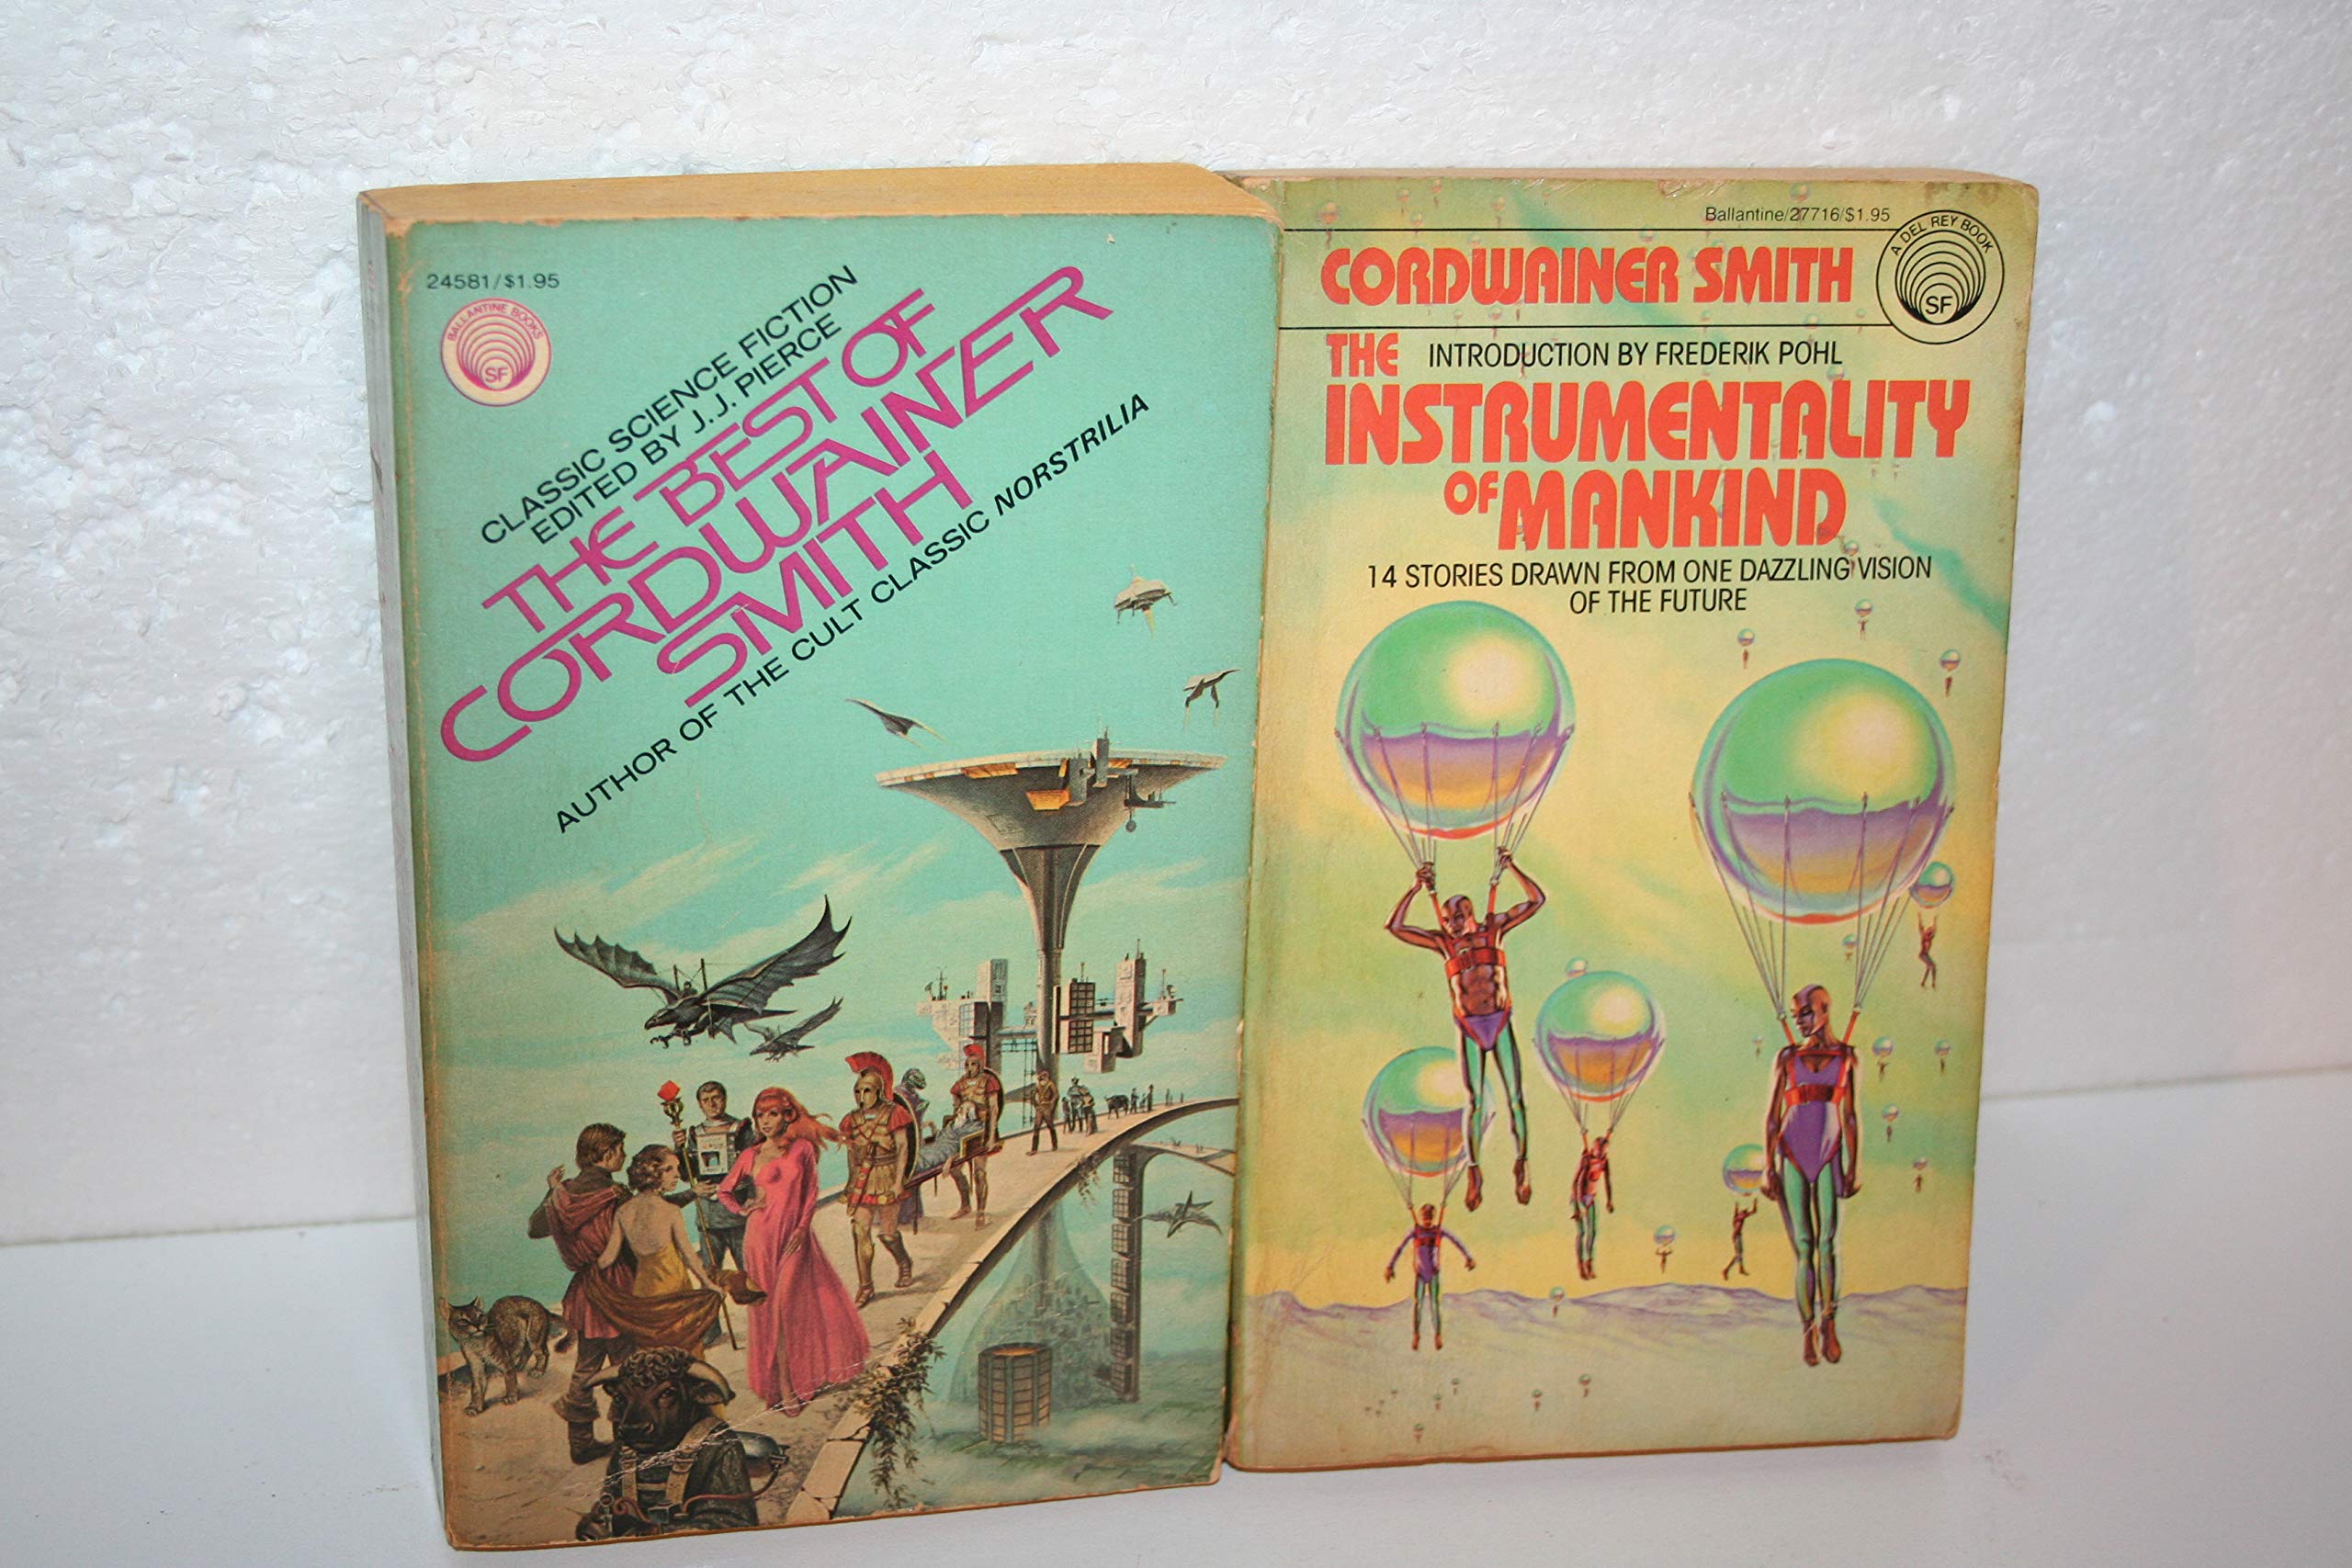 24581/$1.95
BALLANTINE BOOKS
SF
CLASSIC SCIENCE FICTION
EDITED BY J.J. PIERCE
THE BEST OF
CORDWAINER
SMITH
AUTHOR OF THE CULT CLASSIC NORSTRILIA
Ballantine/27716/$1.95
CORDWAINER SMITH
A DEL REY BOOK
SF
THE
INTRODUCTION BY FREDERIK POHL
INSTRUMENTALITY
OF MANKIND
14 STORIES DRAWN FROM ONE DAZZLING VISION
OF THE FUTURE